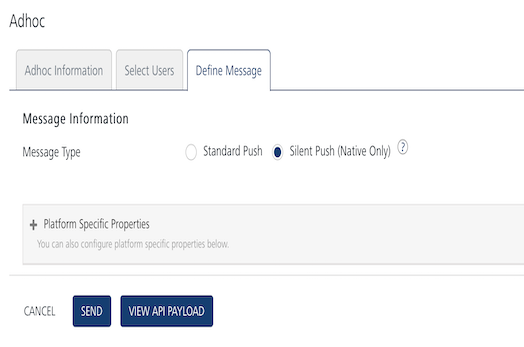 Adhoc
Adhoc Information Select Users Define Message
Message Information
Message Type Standard Push Silent Push (Native Only) ?
+ Platform Specific Properties
You can also configure platform specific properties below.
CANCEL SEND VIEW API PAYLOAD